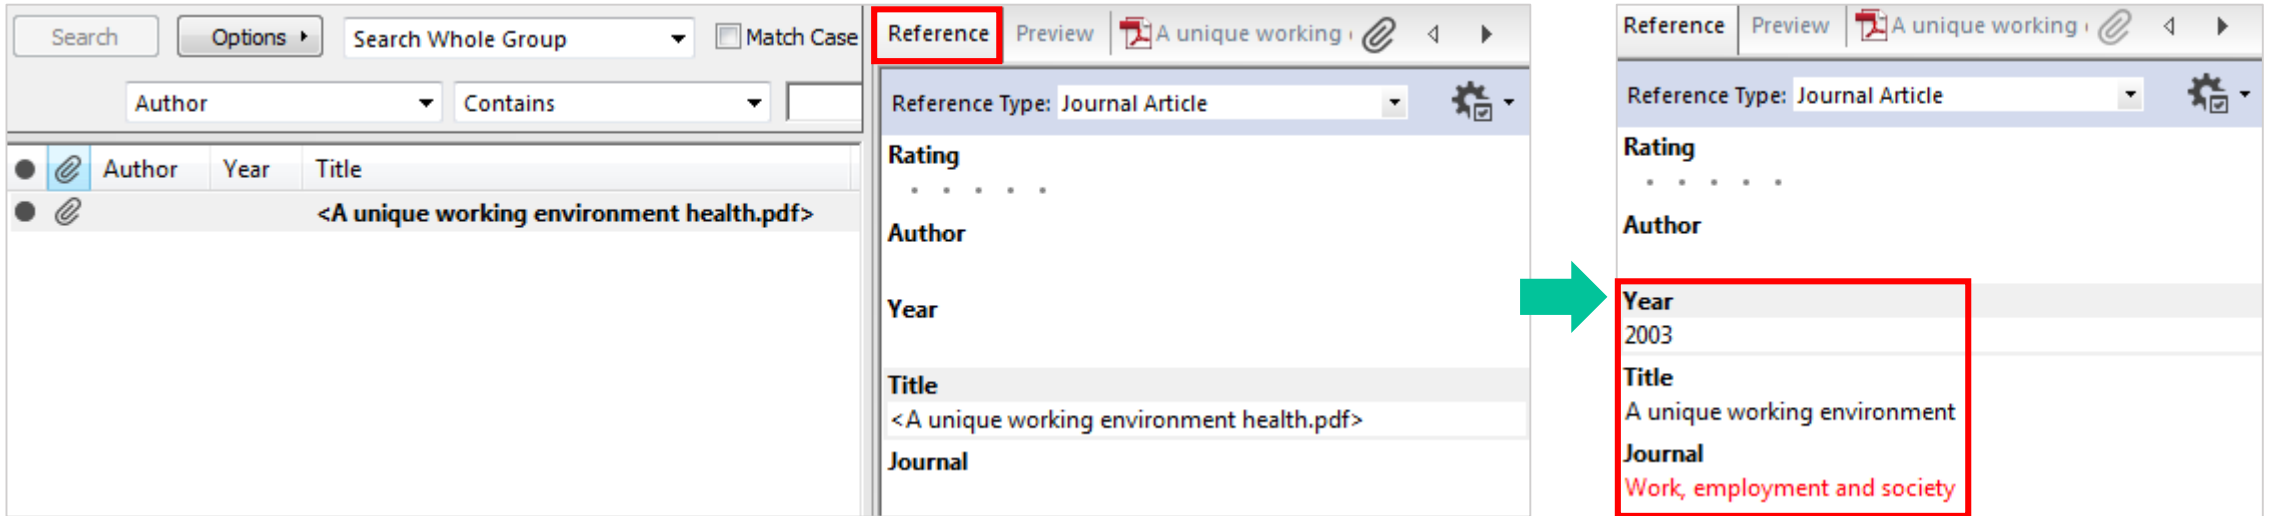 Search
Options
Search Whole Group
Match Case
Author
Contains
Author Year Title
<A unique working environment health.pdf>
Reference Preview A unique working
Reference Type: Journal Article
Rating
Author
Year
Title
<A unique working environment health.pdf>
Journal
Reference Preview A unique working
Reference Type: Journal Article
Rating
Author
Year
2003
Title
A unique working environment
Journal
Work, employment and society